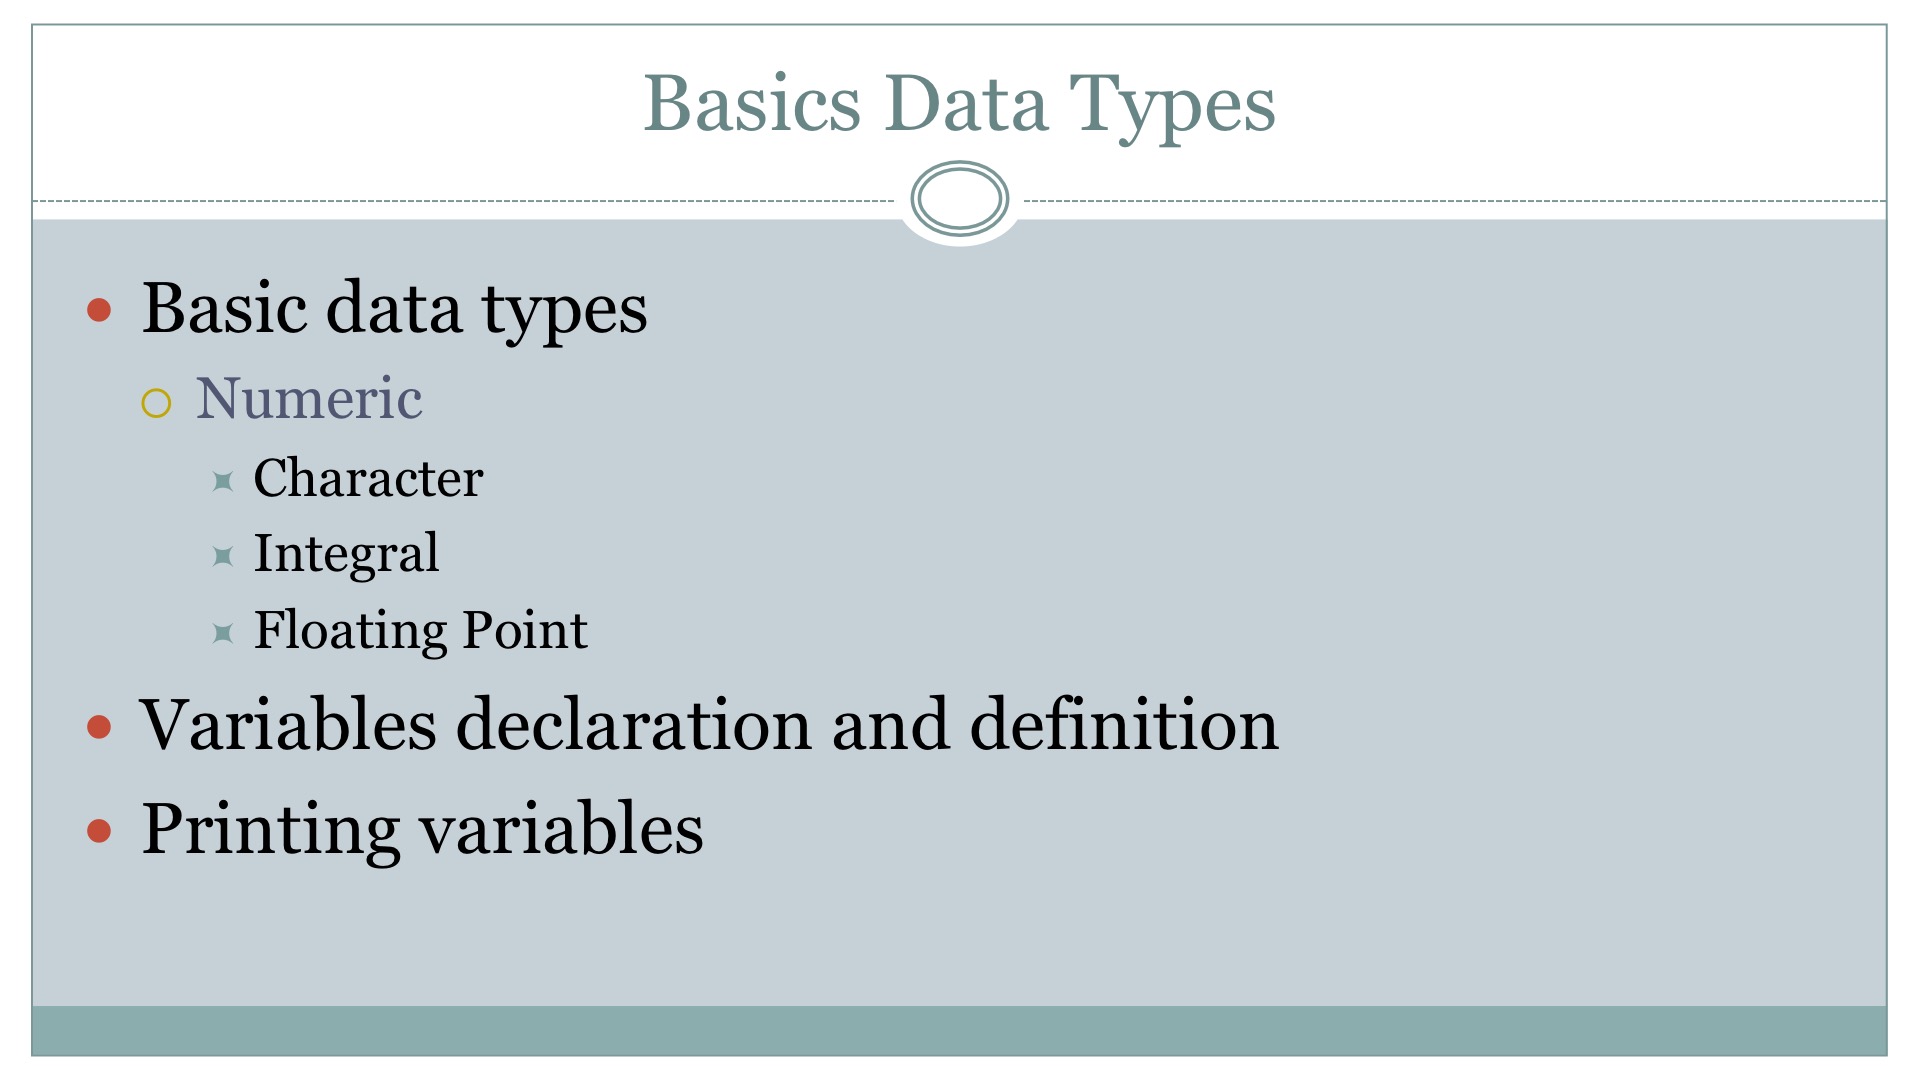 Basics Data Types
Basic data types
Numeric
Character
Integral
Floating Point
Variables declaration and definition
Printing variables